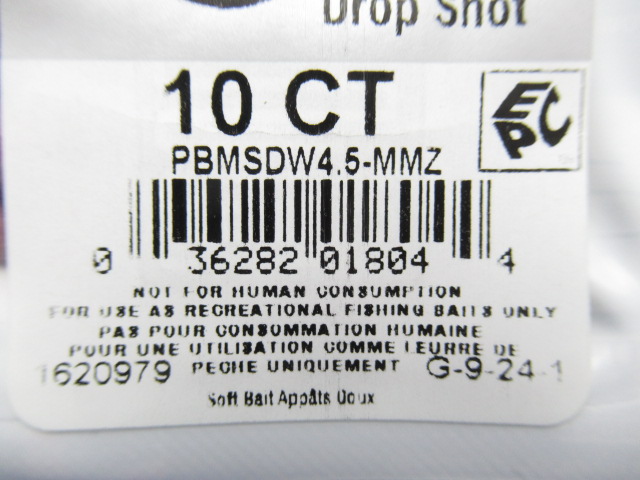 Drop Shot
10 CT
EPC
PBMSDW4.5-MMZ
0 36282 01804 4
NOT FOR HUMAN CONSUMPTION
FOR USE AS RECREATIONAL FISHING BAITS ONLY
PAS POUR CONSOMMATION HUMAINE
POUR UNE UTILISATION COMME LEURRE DE
1620979 PECHE UNIQUEMENT G-9-24-1
Soft Bait Appâts Doux